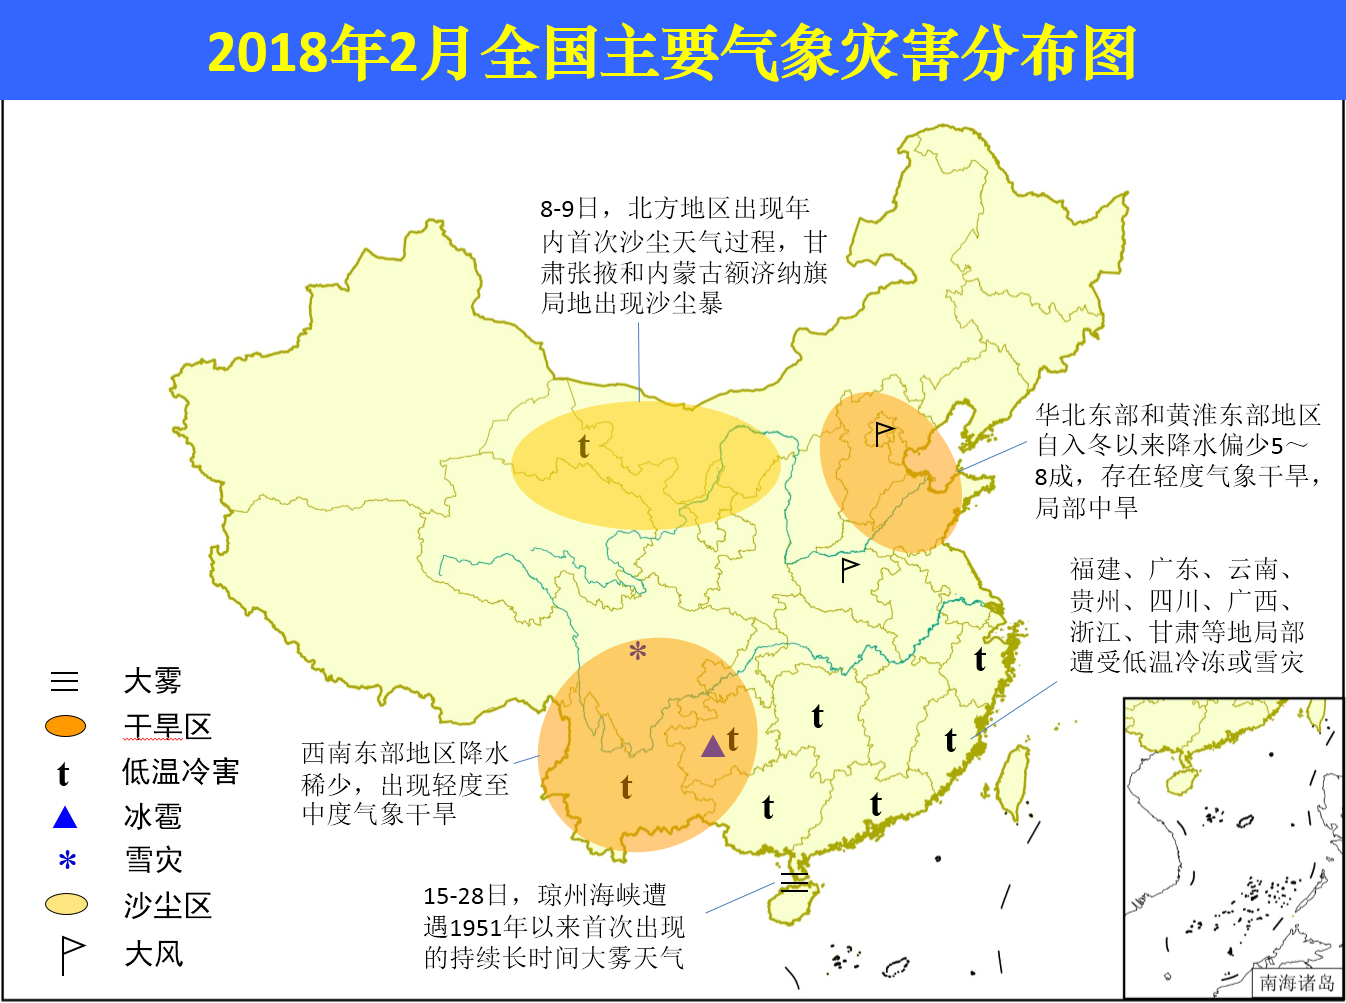 2018年2月全国主要气象灾害分布图
8-9日，北方地区出现年
内首次沙尘天气过程，甘
肃张掖和内蒙古额济纳旗
局地出现沙尘暴
华北东部和黄淮东部地区
自入冬以来降水偏少5～
8成，存在轻度气象干旱，
局部中旱
福建、广东、云南、
贵州、四川、广西、
浙江、甘肃等地局部
遭受低温冷冻或雪灾
西南东部地区降水
稀少，出现轻度至
中度气象干旱
15-28日，琼州海峡遭
遇1951年以来首次出现
的持续长时间大雾天气
大雾
干旱区
t 低温冷害
冰雹
* 雪灾
沙尘区
大风
t
*
t
t
t
t
t
t
t
南海诸岛